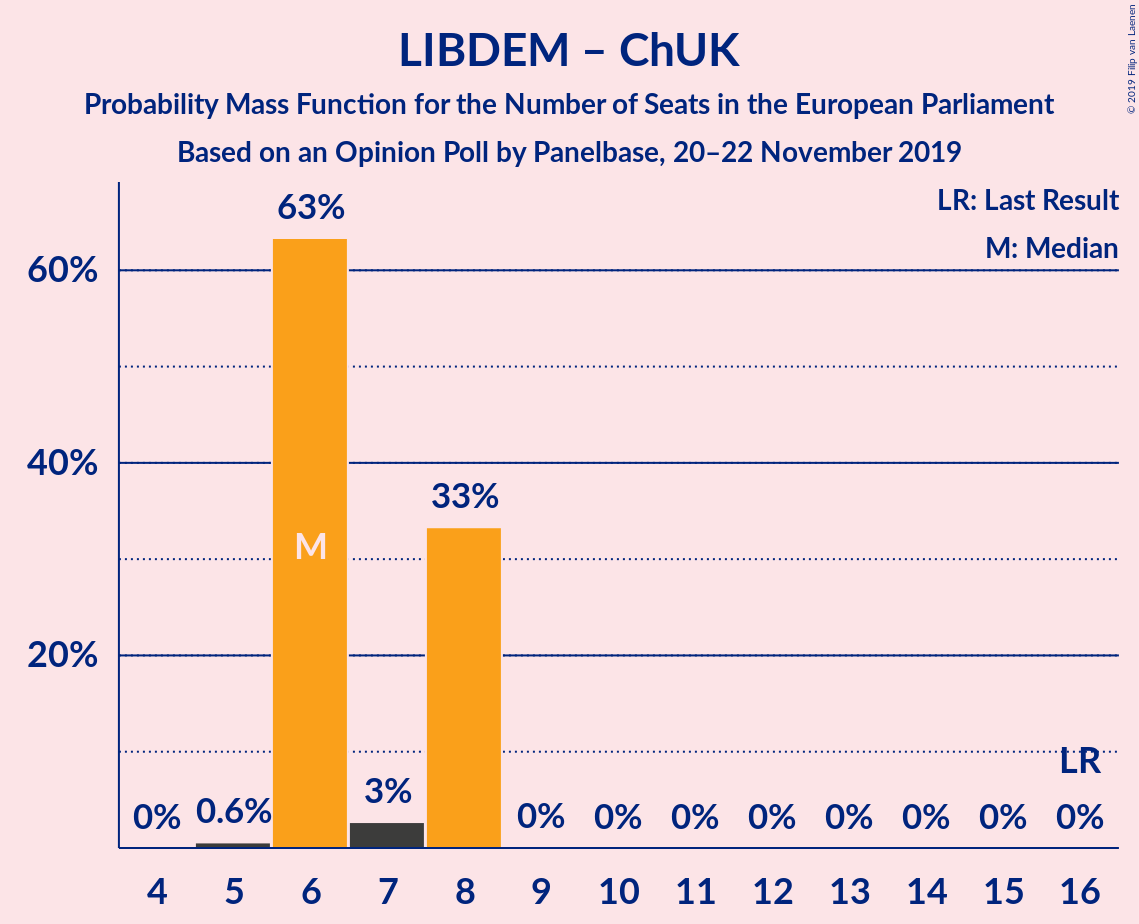 LIBDEM – ChUK
Probability Mass Function for the Number of Seats in the European Parliament
Based on an Opinion Poll by Panelbase, 20–22 November 2019
© 2019 Filip van Laenen
LR: Last Result
M: Median
63%
60%
40%
33%
M
20%
LR
3%
0% 0.6% 0% 0% 0% 0% 0% 0% 0% 0%
4 5 6 7 8 9 10 11 12 13 14 15 16